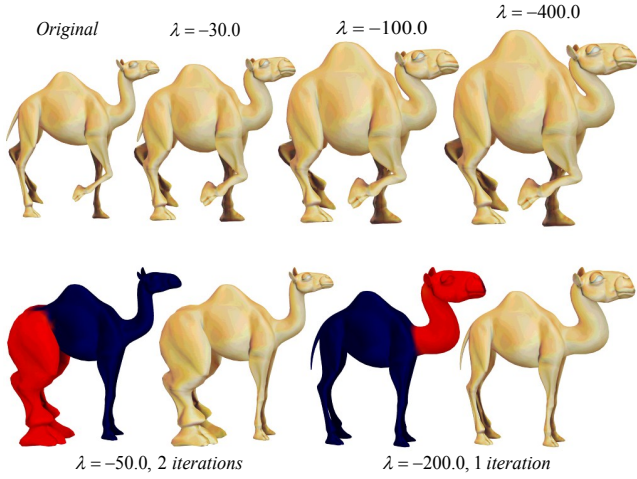 Original
λ = −30.0
λ = −100.0
λ = −400.0
λ = −50.0, 2 iterations
λ = −200.0, 1 iteration